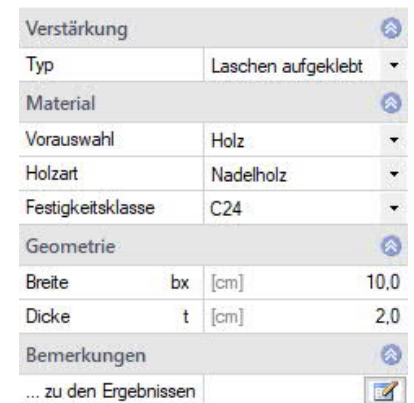 Verstärkung
Typ Laschen aufgeklebt
Material
Vorauswahl Holz
Holzart Nadelholz
Festigkeitsklasse C24
Geometrie
Breite bx [cm] 10,0
Dicke t [cm] 2,0
Bemerkungen
... zu den Ergebnissen